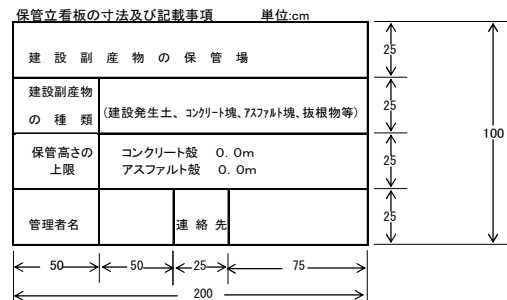 保管立看板の寸法及び記載事項 単位:cm
建設副産物の保管場
建設副産物
の種類
(建設発生土、コンクリート塊、アスファルト塊、抜根物等)
保管高さの
上限
コンクリート殻 0.0m
アスファルト殻 0.0m
管理者名
連絡先
25
25
25
25
100
50
50
25
75
200